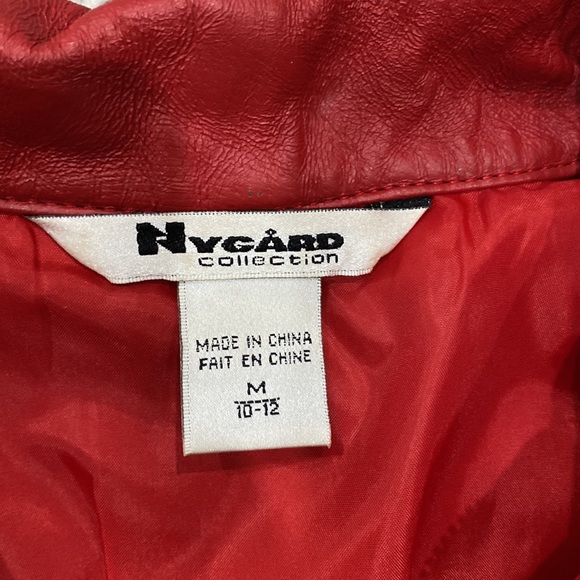 NYGÅRD
collection
MADE IN CHINA
FAIT EN CHINE
M
10-12